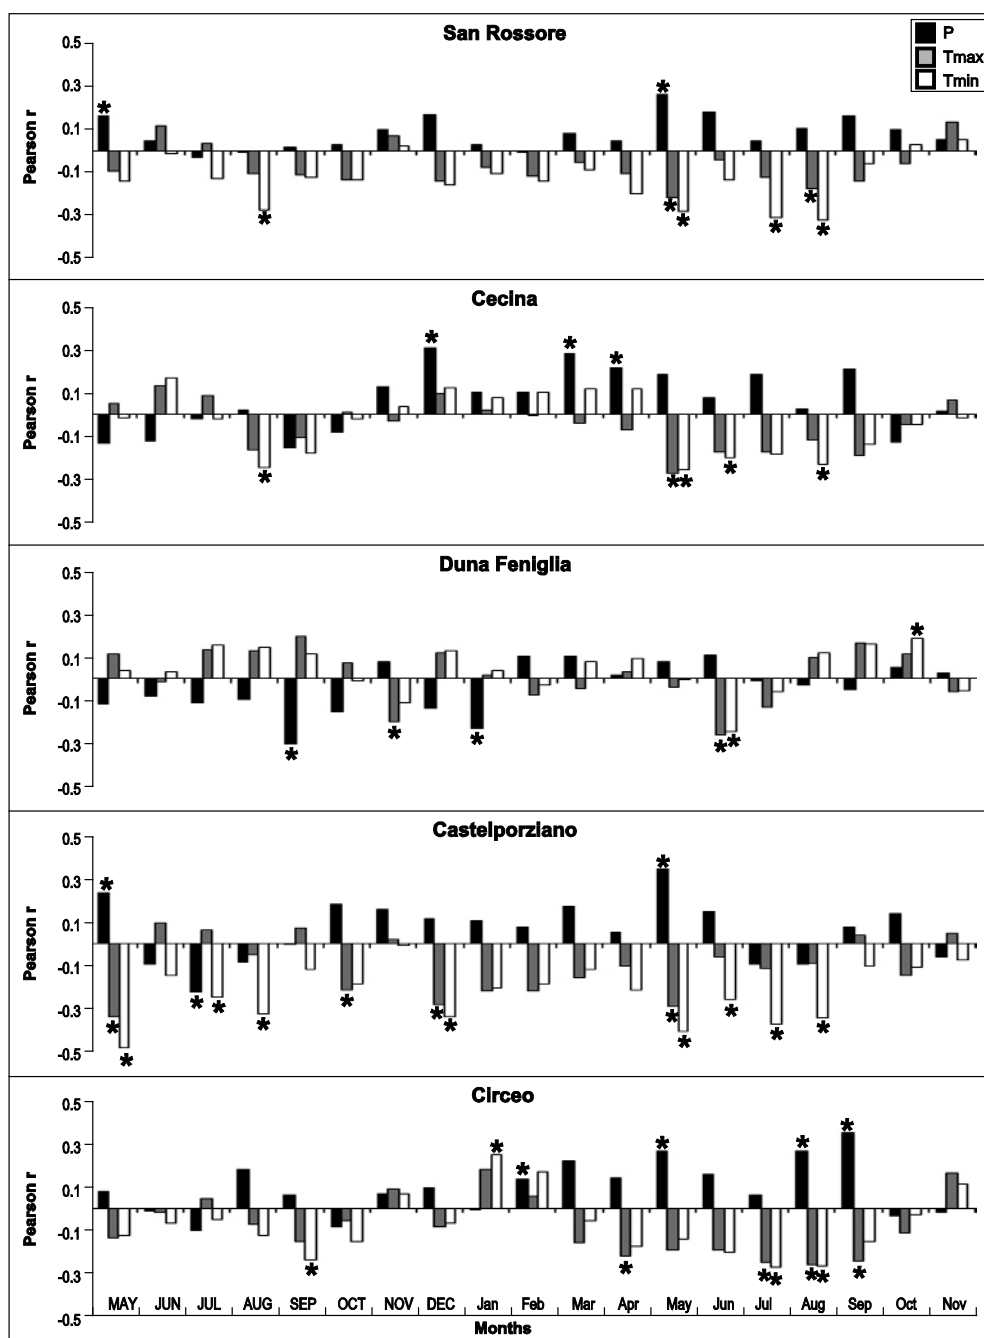 San Rossore
P
Tmax
Tmin
0.5
0.3
0.1
-0.1
-0.3
-0.5
Pearson r
* * * * * * * *
Cecina
0.5
0.3
0.1
-0.1
-0.3
-0.5
Pearson r
* * * * * * * *
Duna Feniglia
0.5
0.3
0.1
-0.1
-0.3
-0.5
Pearson r
* * * * * *
Castelporziano
0.5
0.3
0.1
-0.1
-0.3
-0.5
Pearson r
* * * * * * * * * * * * * * *
Circeo
0.5
0.3
0.1
-0.1
-0.3
-0.5
Pearson r
* * * * * * * * * * * *
MAY JUN JUL AUG SEP OCT NOV DEC Jan Feb Mar Apr May Jun Jul Aug Sep Oct Nov
Months